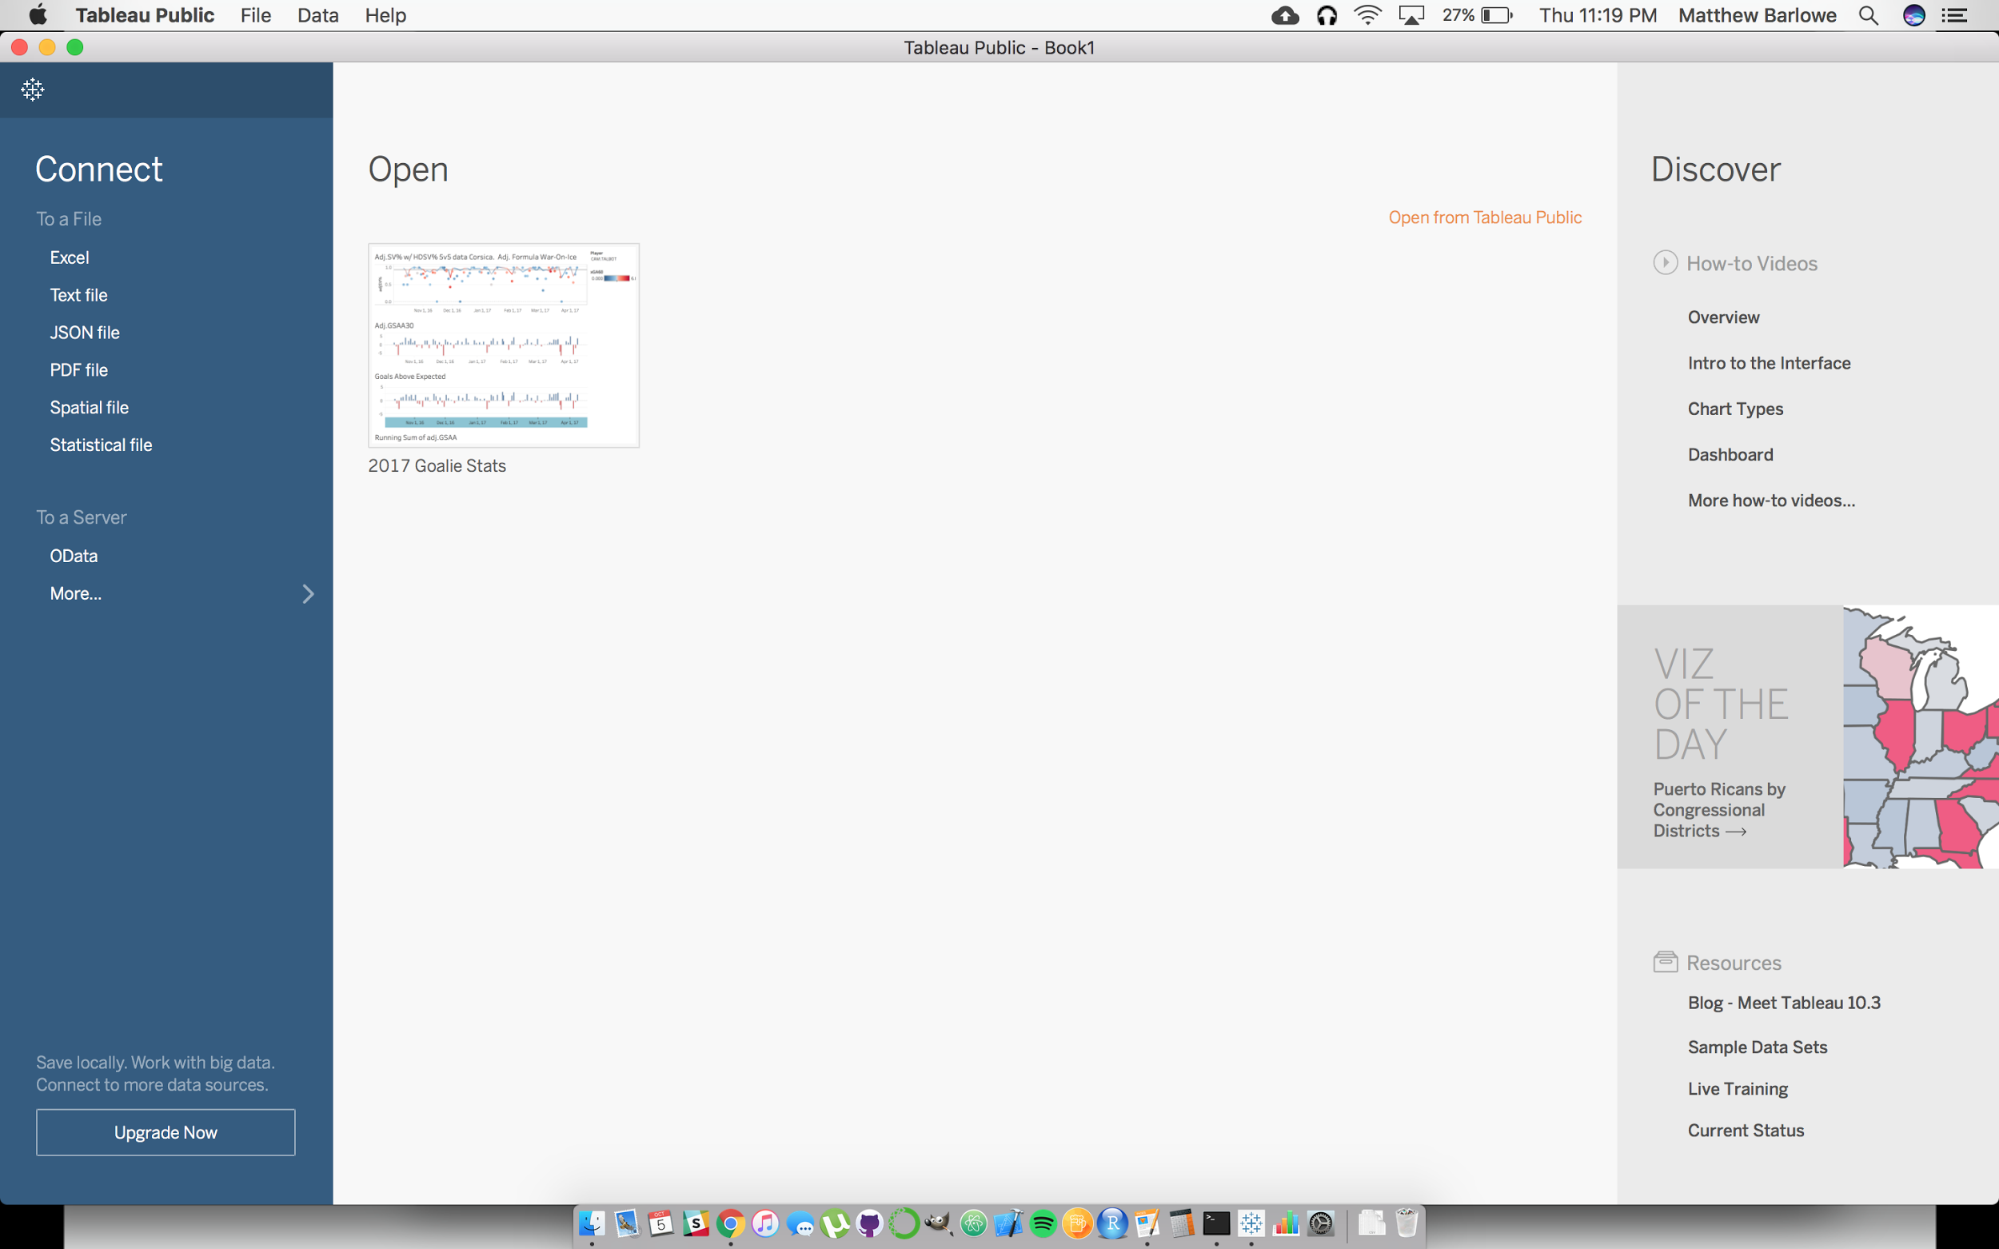 Tableau Public File Data Help
27% Thu 11:19 PM Matthew Barlowe
Tableau Public - Book1
Connect
To a File
Excel
Text file
JSON file
PDF file
Spatial file
Statistical file
To a Server
OData
More...
Save locally. Work with big data.
Connect to more data sources.
Upgrade Now
Open
Open from Tableau Public
Adj.SV% w/ HDSV% 5v5 data Corsica. Adj. Formula War-On-Ice
Player
Adj.GSAA30
Goals Above Expected
Running Sum of adj.GSAA
2017 Goalie Stats
Discover
How-to Videos
Overview
Intro to the Interface
Chart Types
Dashboard
More how-to videos...
VIZ
OF THE
DAY
Puerto Ricans by
Congressional
Districts →
Resources
Blog - Meet Tableau 10.3
Sample Data Sets
Live Training
Current Status
OCT
5
S
R